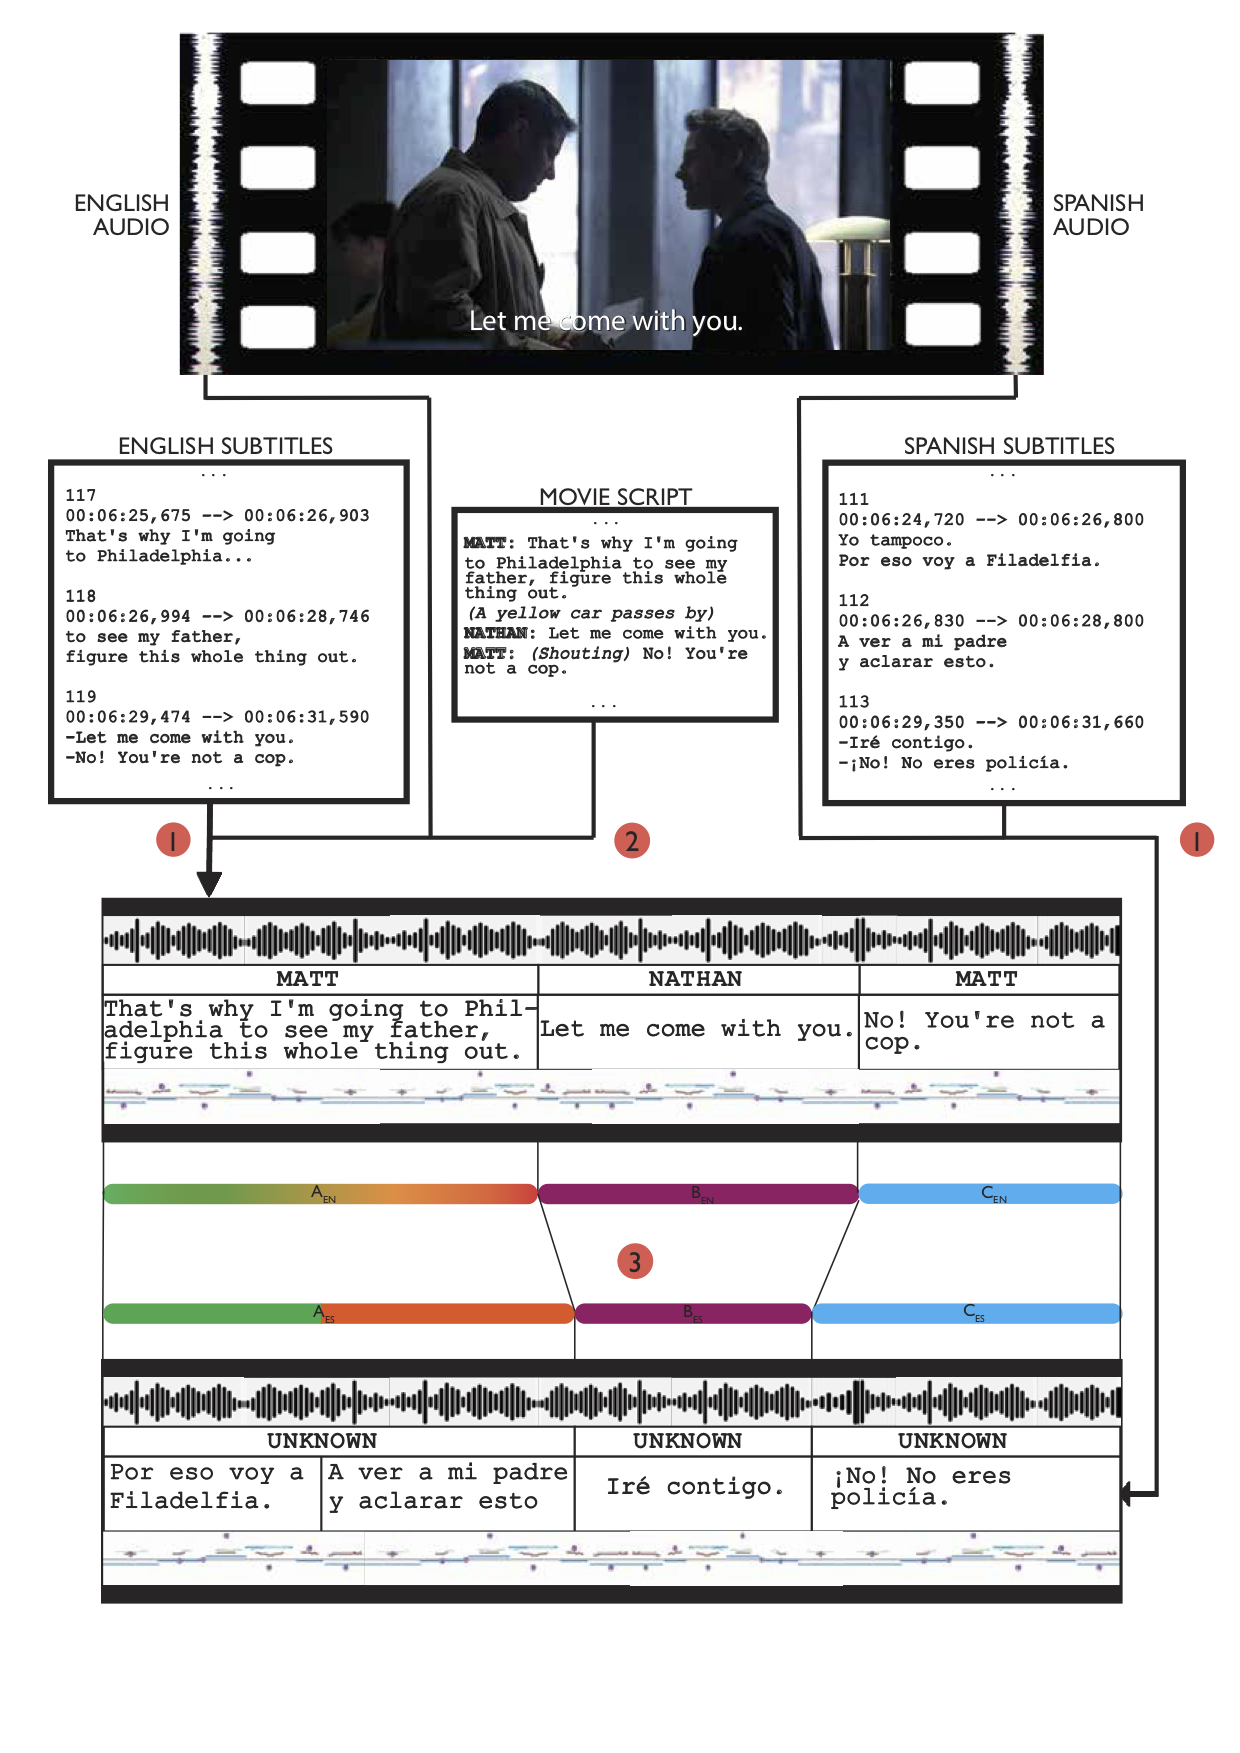 ENGLISH
AUDIO
SPANISH
AUDIO
Let me come with you.
ENGLISH SUBTITLES
...
117
00:06:25,675 --> 00:06:26,903
That's why I'm going
to Philadelphia...
118
00:06:26,994 --> 00:06:28,746
to see my father,
figure this whole thing out.
119
00:06:29,474 --> 00:06:31,590
-Let me come with you.
-No! You're not a cop.
...
MOVIE SCRIPT
...
MATT: That's why I'm going
to Philadelphia to see my
father, figure this whole
thing out.
(A yellow car passes by)
NATHAN: Let me come with you.
MATT: (Shouting) No! You're
not a cop.
...
SPANISH SUBTITLES
...
111
00:06:24,720 --> 00:06:26,800
Yo tampoco.
Por eso voy a Filadelfia.
112
00:06:26,830 --> 00:06:28,800
A ver a mi padre
y aclarar esto.
113
00:06:29,350 --> 00:06:31,660
-Iré contigo.
-¡No! No eres policía.
...
1
2
1
MATT
NATHAN
MATT
That's why I'm going to Phil-
adelphia to see my father,
figure this whole thing out.
Let me come with you.
No! You're not a
cop.
A EN
B EN
C EN
3
A ES
B ES
C ES
UNKNOWN
UNKNOWN
UNKNOWN
Por eso voy a
Filadelfia.
A ver a mi padre
y aclarar esto
Iré contigo.
¡No! No eres
policía.